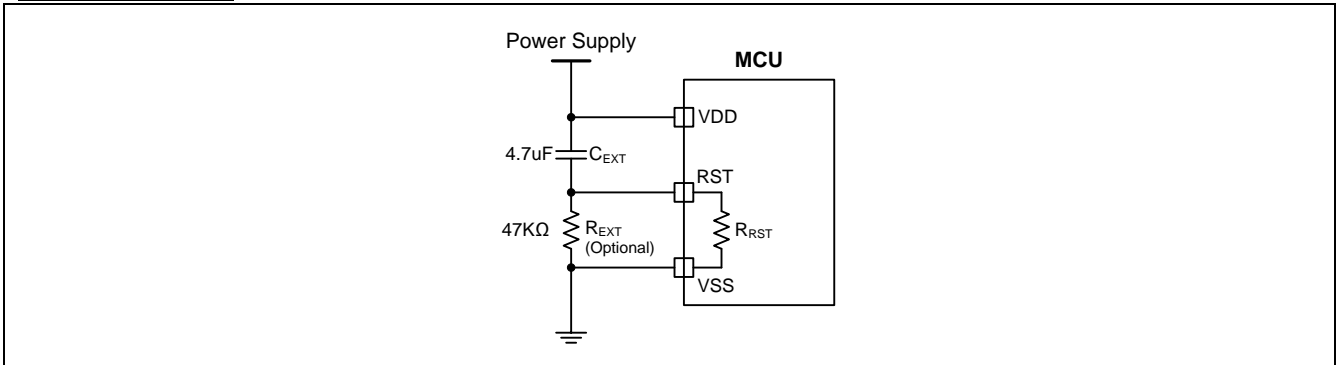 Power Supply
MCU
VDD
4.7uF
CEXT
RST
47KΩ
REXT
(Optional)
RRST
VSS